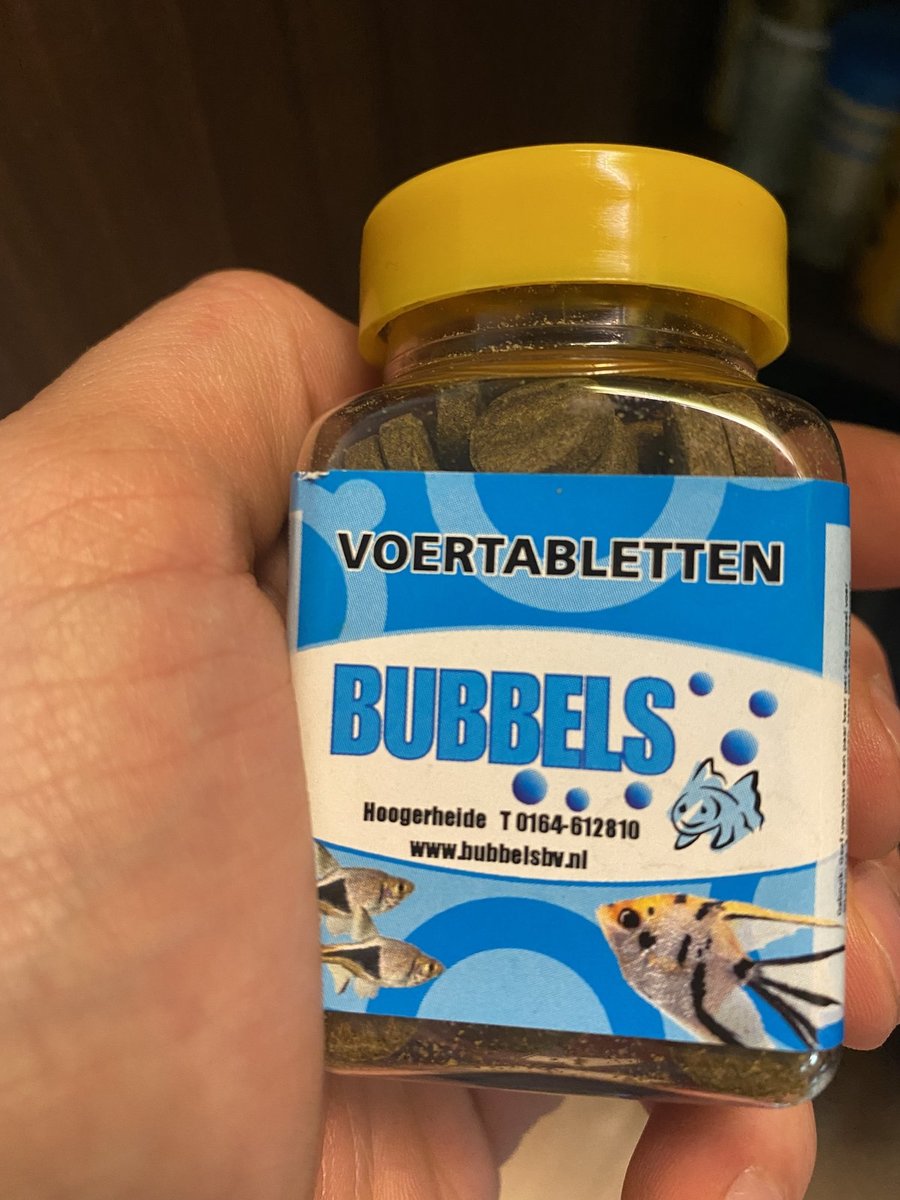 VOERTABLETTEN
BUBBELS
Hoogerheide T 0164-612810
www.bubbelsbv.nl